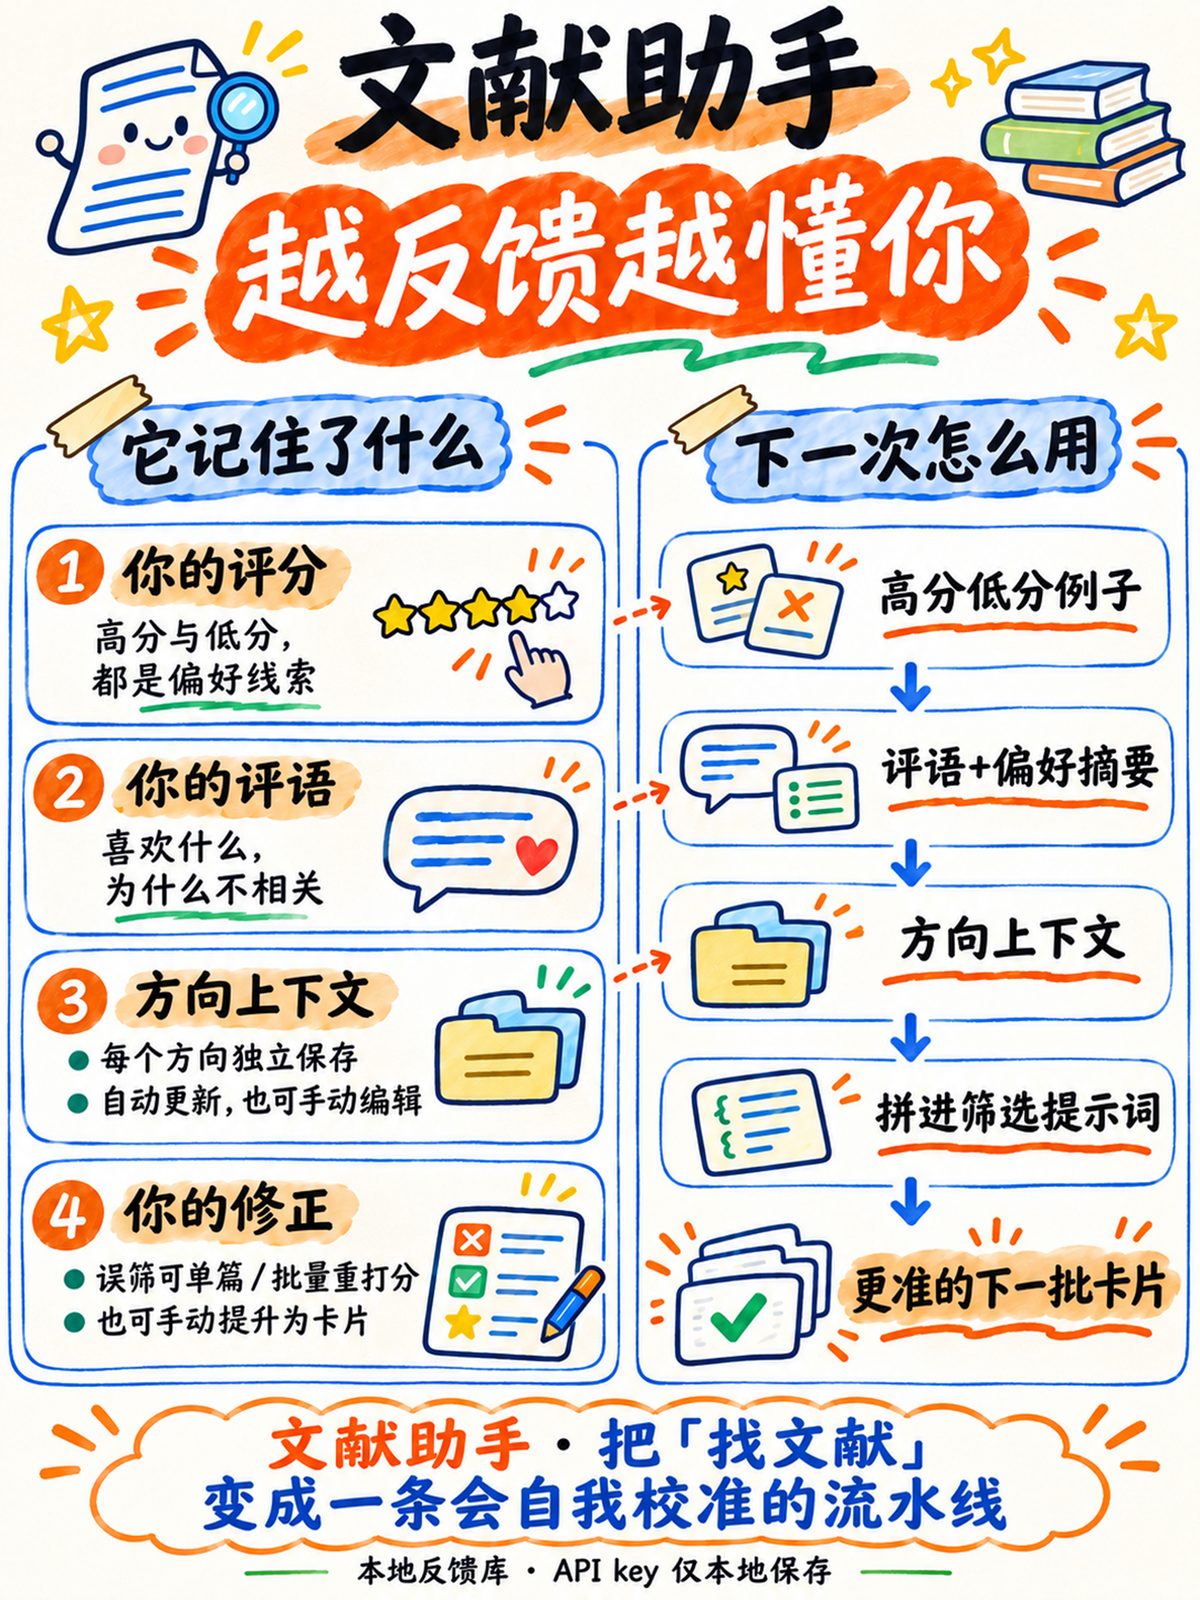 文献助手
越反馈越懂你
它记住了什么
1 你的评分
高分与低分，
都是偏好线索
2 你的评语
喜欢什么，
为什么不相关
3 方向上下文
每个方向独立保存
自动更新，也可手动编辑
4 你的修正
误筛可单篇/批量重打分
也可手动提升为卡片
下一次怎么用
高分低分例子
评语+偏好摘要
方向上下文
拼进筛选提示词
更准的下一批卡片
文献助手·把「找文献」
变成一条会自我校准的流水线
本地反馈库 · API key 仅本地保存